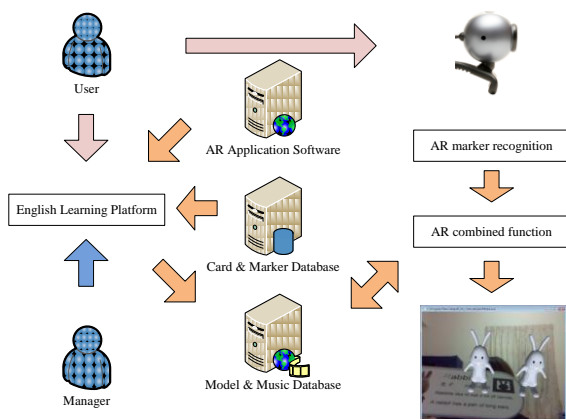 User
AR Application Software
AR marker recognition
English Learning Platform
AR combined function
Card & Marker Database
Manager
Model & Music Database